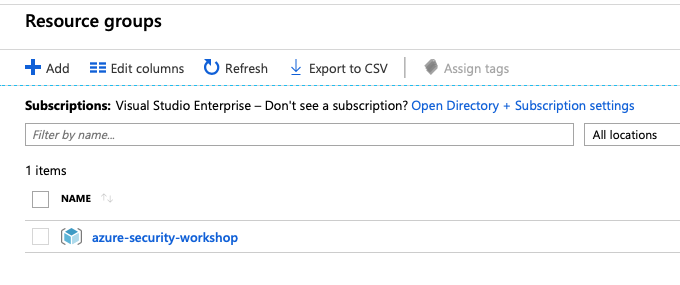 Resource groups
Add Edit columns Refresh Export to CSV Assign tags
Subscriptions: Visual Studio Enterprise – Don't see a subscription? Open Directory + Subscription settings
Filter by name... All locations
1 items
NAME
azure-security-workshop